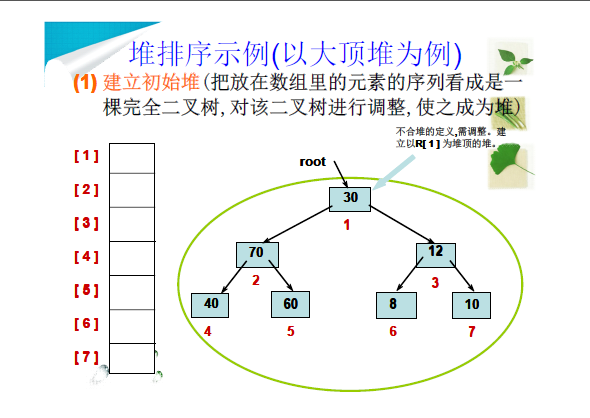 堆排序示例(以大顶堆为例)
(1) 建立初始堆(把放在数组里的元素的序列看成是一
棵完全二叉树,对该二叉树进行调整,使之成为堆)
不合堆的定义,需调整。建
立以R[ 1 ] 为堆顶的堆。
root
[ 1 ]
[ 2 ]
[ 3 ]
[ 4 ]
[ 5 ]
[ 6 ]
[ 7 ]
30
1
70
12
2
3
40
60
8
10
4
5
6
7